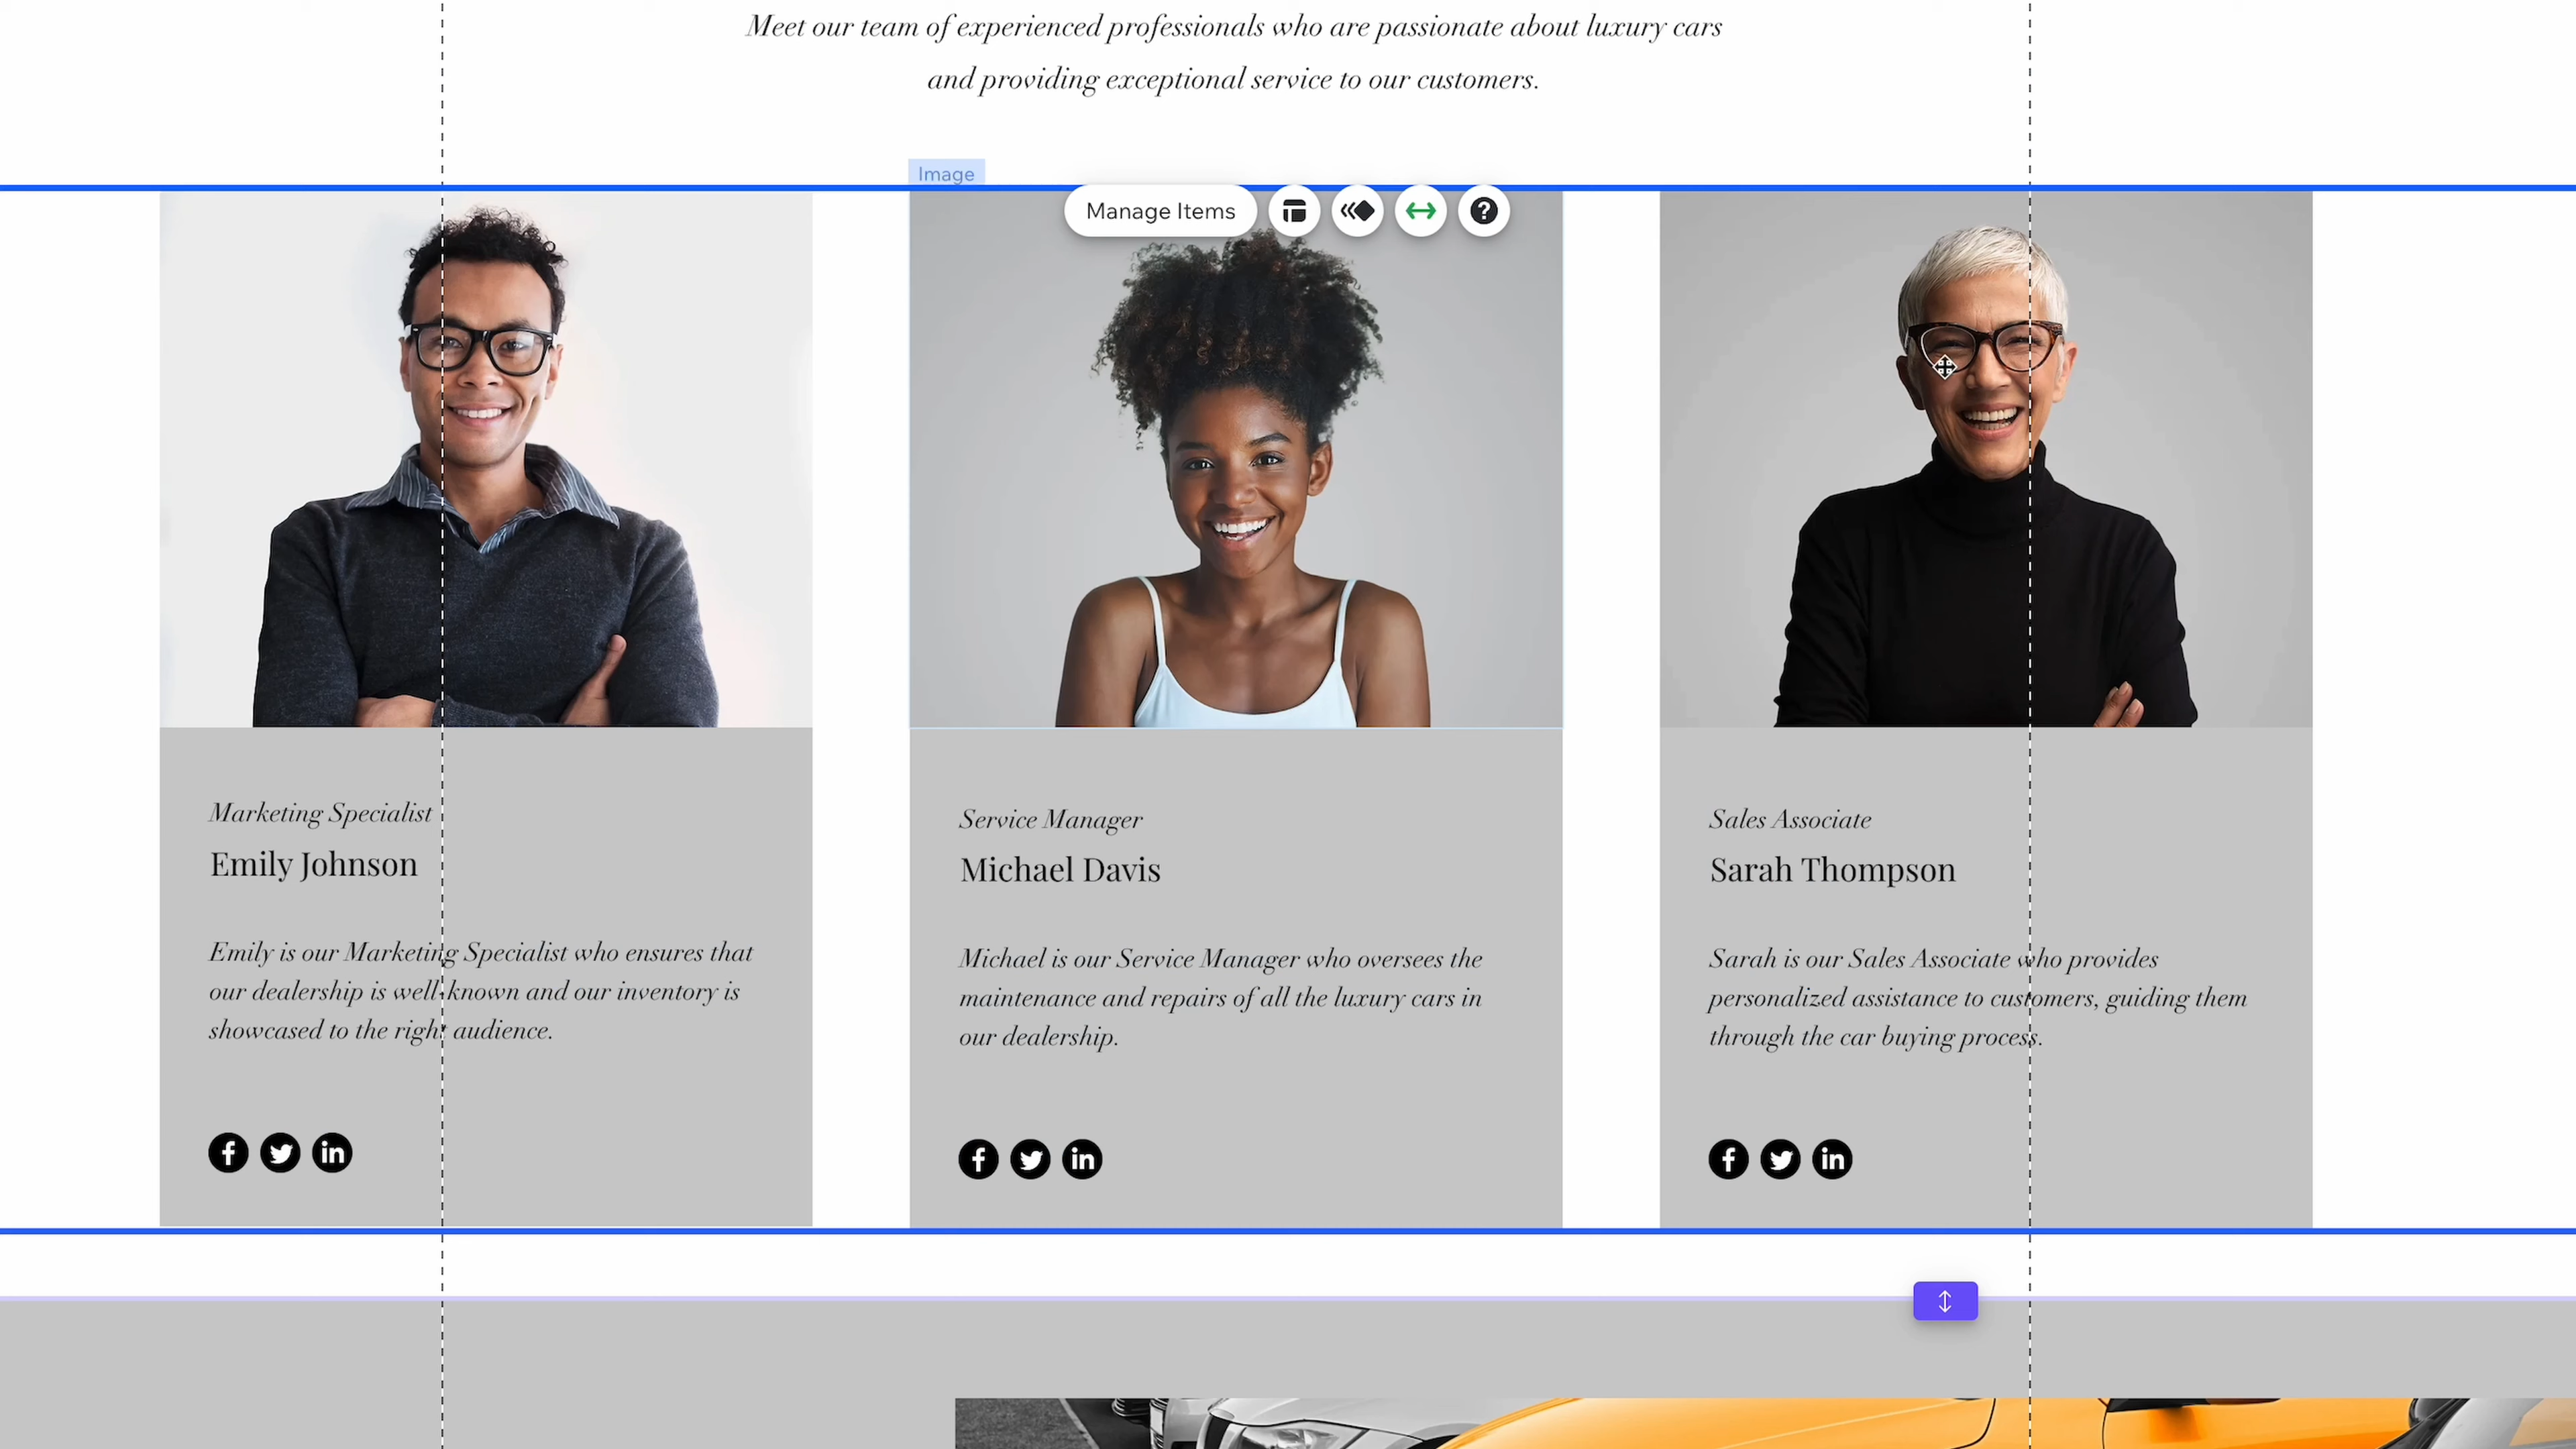 Meet our team of experienced professionals who are passionate about luxury cars
and providing exceptional service to our customers.
Image
Manage Items
?
Marketing Specialist
Emily Johnson
Emily is our Marketing Specialist who ensures that
our dealership is well-known and our inventory is
showcased to the right audience.
f in
Service Manager
Michael Davis
Michael is our Service Manager who oversees the
maintenance and repairs of all the luxury cars in
our dealership.
f in
Sales Associate
Sarah Thompson
Sarah is our Sales Associate who provides
personalized assistance to customers, guiding them
through the car buying process.
f in